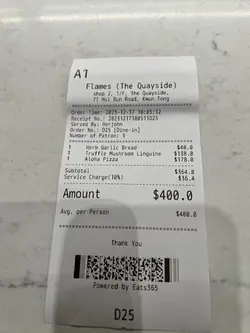 A1
Flames (The Quayside)
shop 2, 1/F, The Quayside,
77 Hoi Bun Road, Kwun Tong
Order Time: 2023-12-17 18:05:12
Receipt No.: 20231217180511D25
Served By: Herjohn
Order No.: D25 [Dine-in]
Number of Patron: 1
1 Herb Garlic Bread $48.0
1 Truffle Mushroom Linguine $138.0
1 Aloha Pizza $178.0
Subtotal $364.0
Service Charge(10%) $36.4
Amount $400.0
Avg. per Person $400.0
Thank You
Powered by Eats365
D25